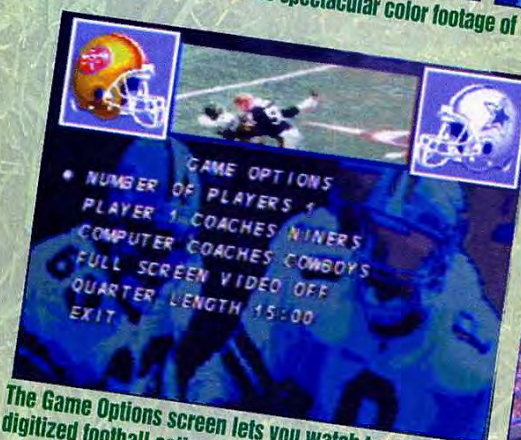 spectacular color footage of
GAME OPTIONS
NUMBER OF PLAYERS 1
PLAYER 1 COACHES NINERS
COMPUTER COACHES COWBOYS
FULL SCREEN VIDEO OFF
QUARTER LENGTH 15:00
EXIT
The Game Options screen lets you watch
digitized football